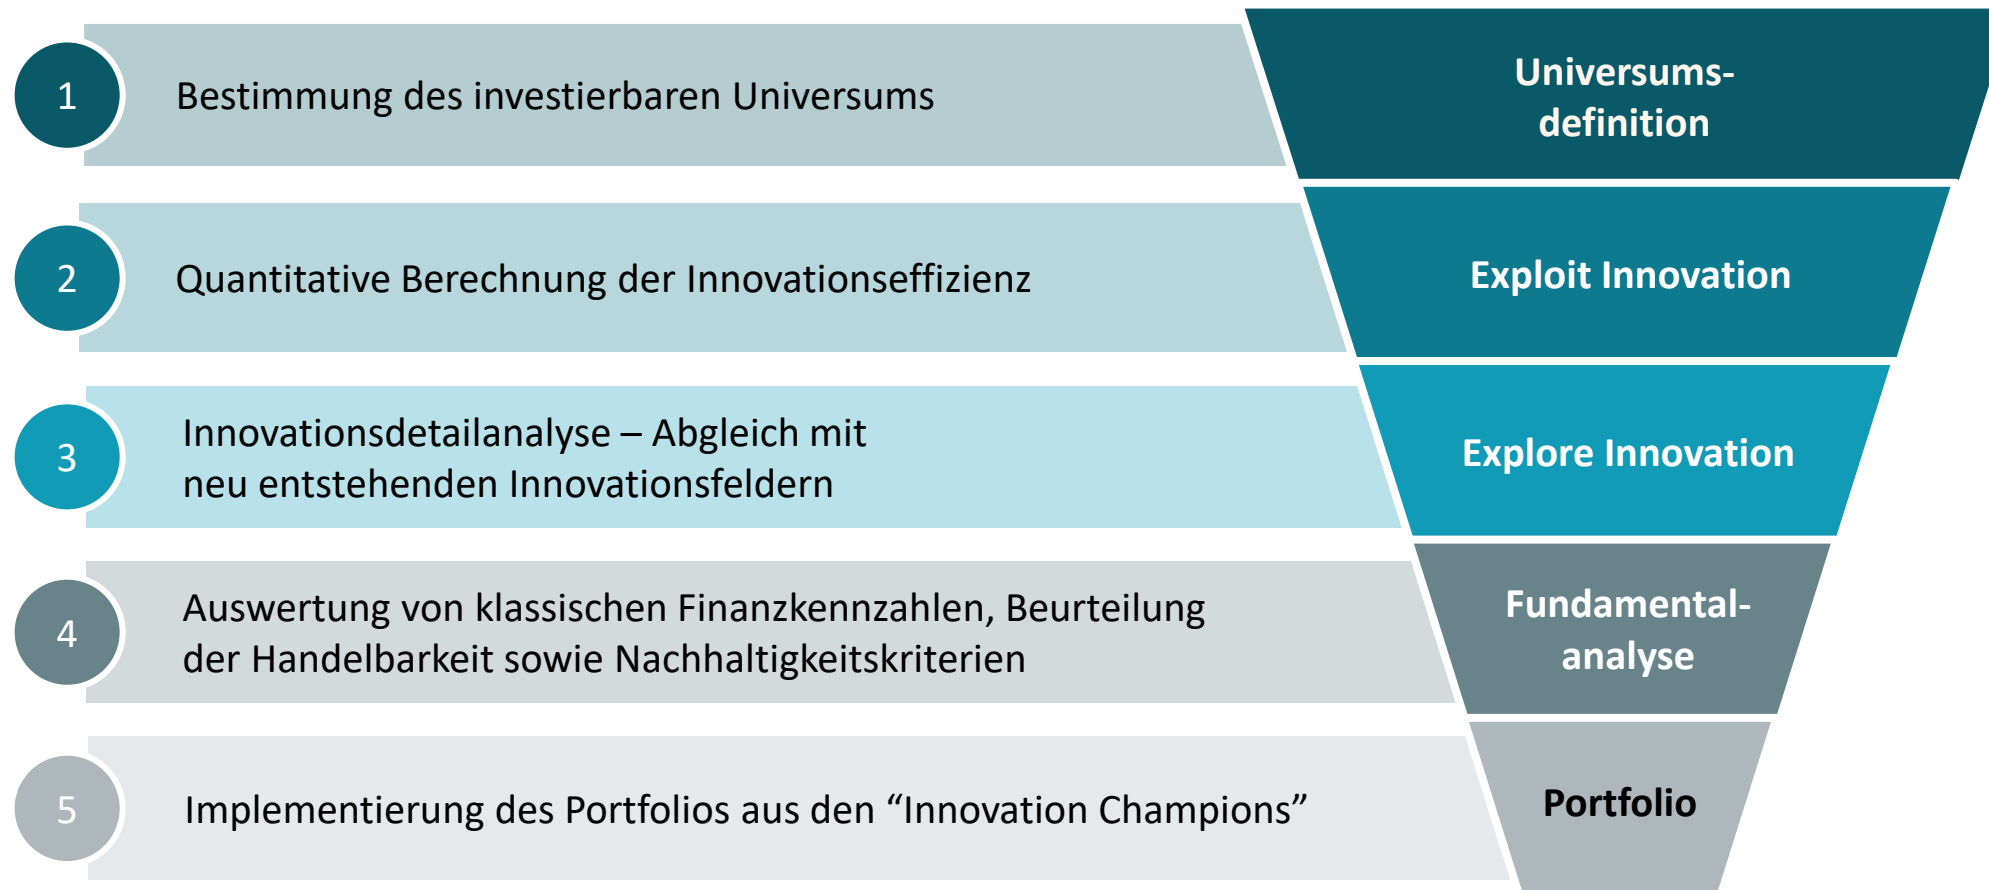 1
Bestimmung des investierbaren Universums
Universums-
definition
2
Quantitative Berechnung der Innovationseffizienz
Exploit Innovation
3
Innovationsdetailanalyse – Abgleich mit
neu entstehenden Innovationsfeldern
Explore Innovation
4
Auswertung von klassischen Finanzkennzahlen, Beurteilung
der Handelbarkeit sowie Nachhaltigkeitskriterien
Fundamental-
analyse
5
Implementierung des Portfolios aus den “Innovation Champions”
Portfolio